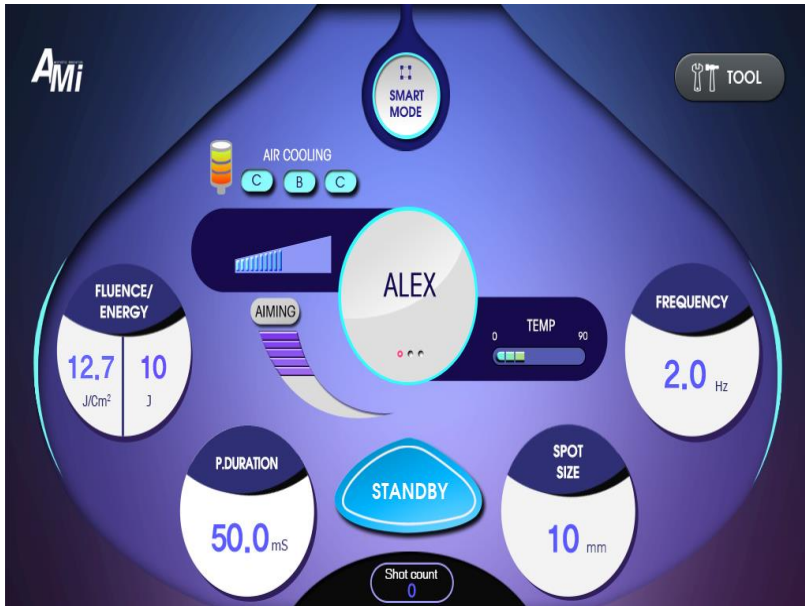 AMi
SMART
MODE
TOOL
AIR COOLING
C B C
ALEX
AIMING
0 TEMP 90
FLUENCE/
ENERGY
12.7 10
J/Cm² J
FREQUENCY
2.0 Hz
P.DURATION
50.0 mS
STANDBY
SPOT
SIZE
10 mm
Shot count
0